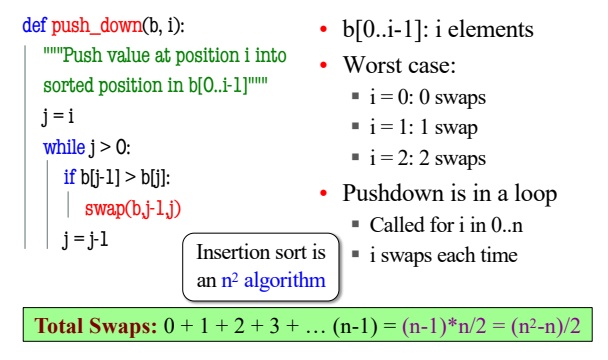 def push_down(b, i):
"""Push value at position i into
sorted position in b[0..i-1]"""
j = i
while j > 0:
if b[j-1] > b[j]:
swap(b,j-1,j)
j = j-1
• b[0..i-1]: i elements
• Worst case:
▪ i = 0: 0 swaps
▪ i = 1: 1 swap
▪ i = 2: 2 swaps
• Pushdown is in a loop
▪ Called for i in 0..n
▪ i swaps each time
Insertion sort is
an n² algorithm
Total Swaps: 0 + 1 + 2 + 3 + … (n-1) = (n-1)*n/2 = (n²-n)/2